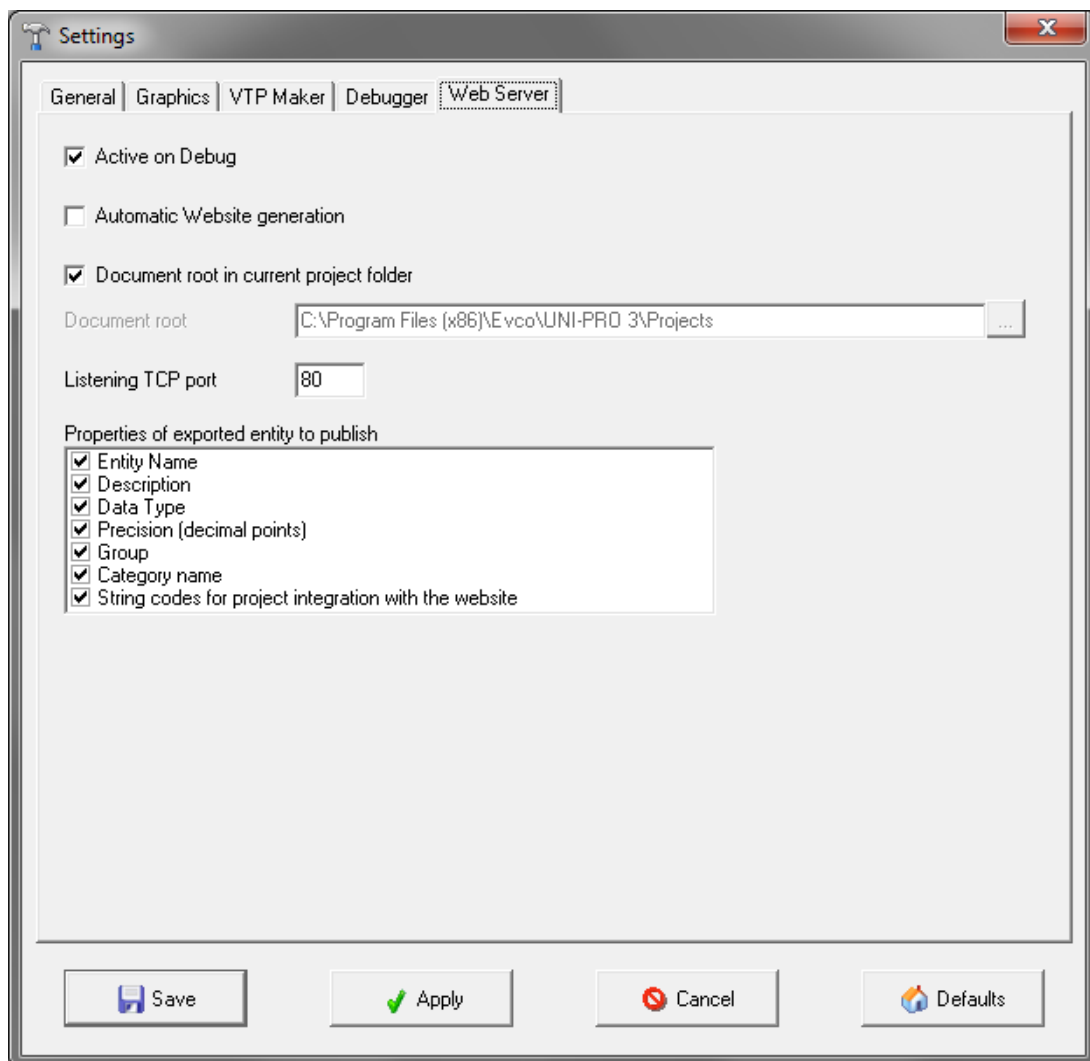 Settings
General
Graphics
VTP Maker
Debugger
Web Server
Active on Debug
Automatic Website generation
Document root in current project folder
Document root
C:\Program Files (x86)\Evco\UNI-PRO 3\Projects
...
Listening TCP port
80
Properties of exported entity to publish
Entity Name
Description
Data Type
Precision (decimal points)
Group
Category name
String codes for project integration with the website
Save
Apply
Cancel
Defaults